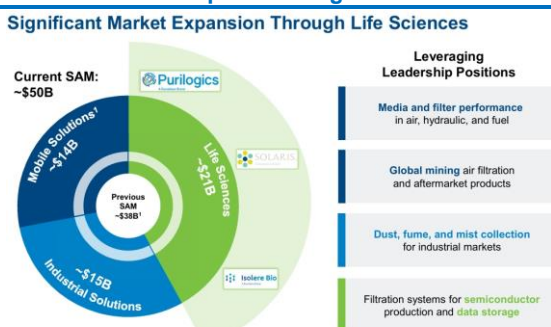 Significant Market Expansion Through Life Sciences
Current SAM:
~$50B
Purilogics
SOLARIS
Isolere Bio
Mobile Solutions¹
~$14B
Life Sciences
~$21B
~$15B
Industrial Solutions
Previous
SAM
~$38B¹
Leveraging
Leadership Positions
Media and filter performance
in air, hydraulic, and fuel
Global mining air filtration
and aftermarket products
Dust, fume, and mist collection
for industrial markets
Filtration systems for semiconductor
production and data storage